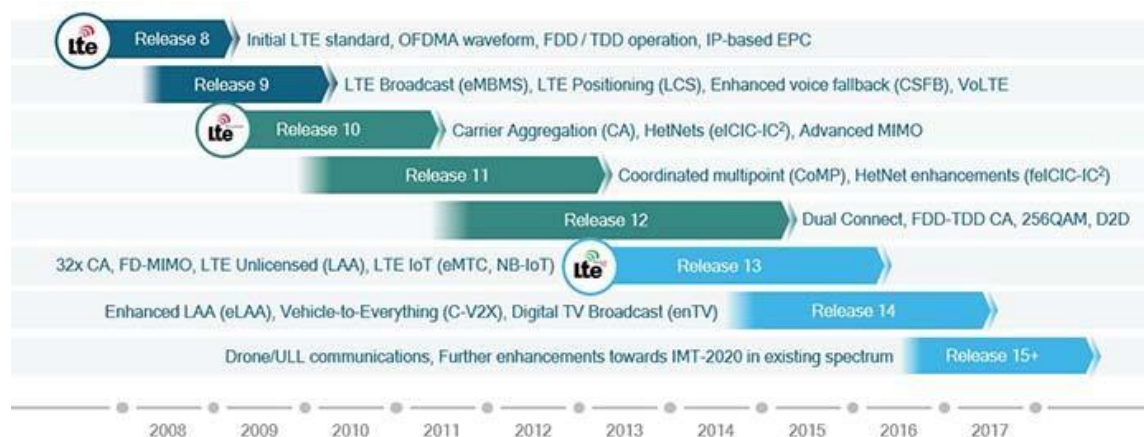 Lte Release 8 Initial LTE standard, OFDMA waveform, FDD / TDD operation, IP-based EPC
Release 9 LTE Broadcast (eMBMS), LTE Positioning (LCS), Enhanced voice fallback (CSFB), VoLTE
Lte Release 10 Carrier Aggregation (CA), HetNets (eICIC-IC²), Advanced MIMO
Release 11 Coordinated multipoint (CoMP), HetNet enhancements (feICIC-IC²)
Release 12 Dual Connect, FDD-TDD CA, 256QAM, D2D
32x CA, FD-MIMO, LTE Unlicensed (LAA), LTE IoT (eMTC, NB-IoT) Lte Release 13
Enhanced LAA (eLAA), Vehicle-to-Everything (C-V2X), Digital TV Broadcast (enTV) Release 14
Drone/ULL communications, Further enhancements towards IMT-2020 in existing spectrum Release 15+
2008 2009 2010 2011 2012 2013 2014 2015 2016 2017